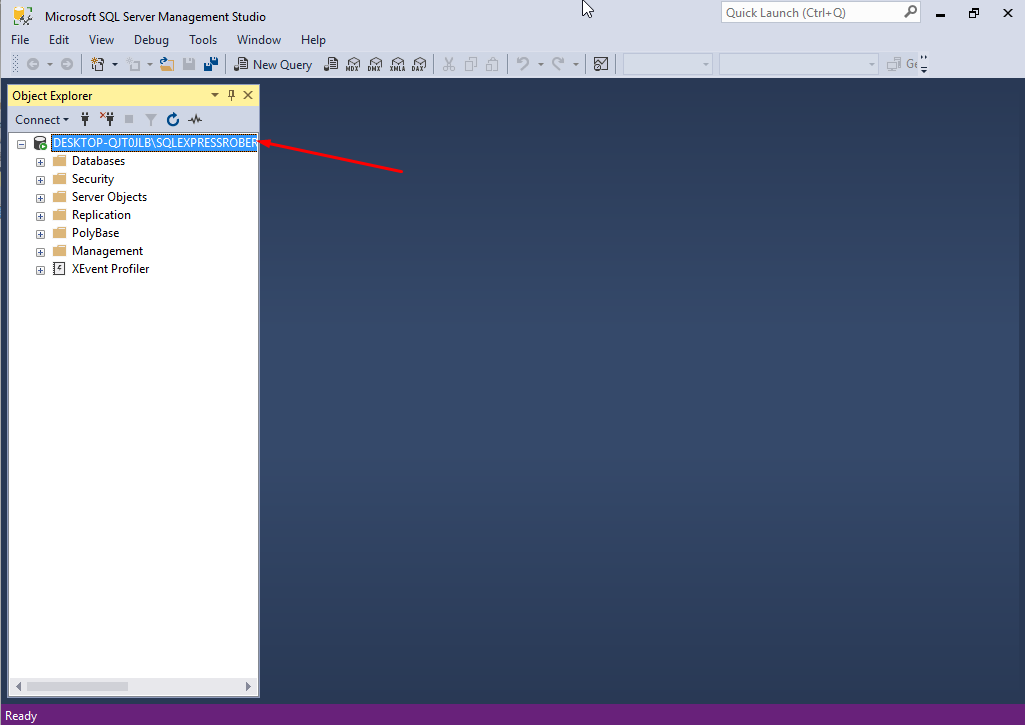 Microsoft SQL Server Management Studio
Quick Launch (Ctrl+Q)
File Edit View Debug Tools Window Help
New Query MDX DMX XMLA DAX
Object Explorer
Connect
DESKTOP-QJT0JLB\SQLEXPRESSROBER
Databases
Security
Server Objects
Replication
PolyBase
Management
XEvent Profiler
Ready